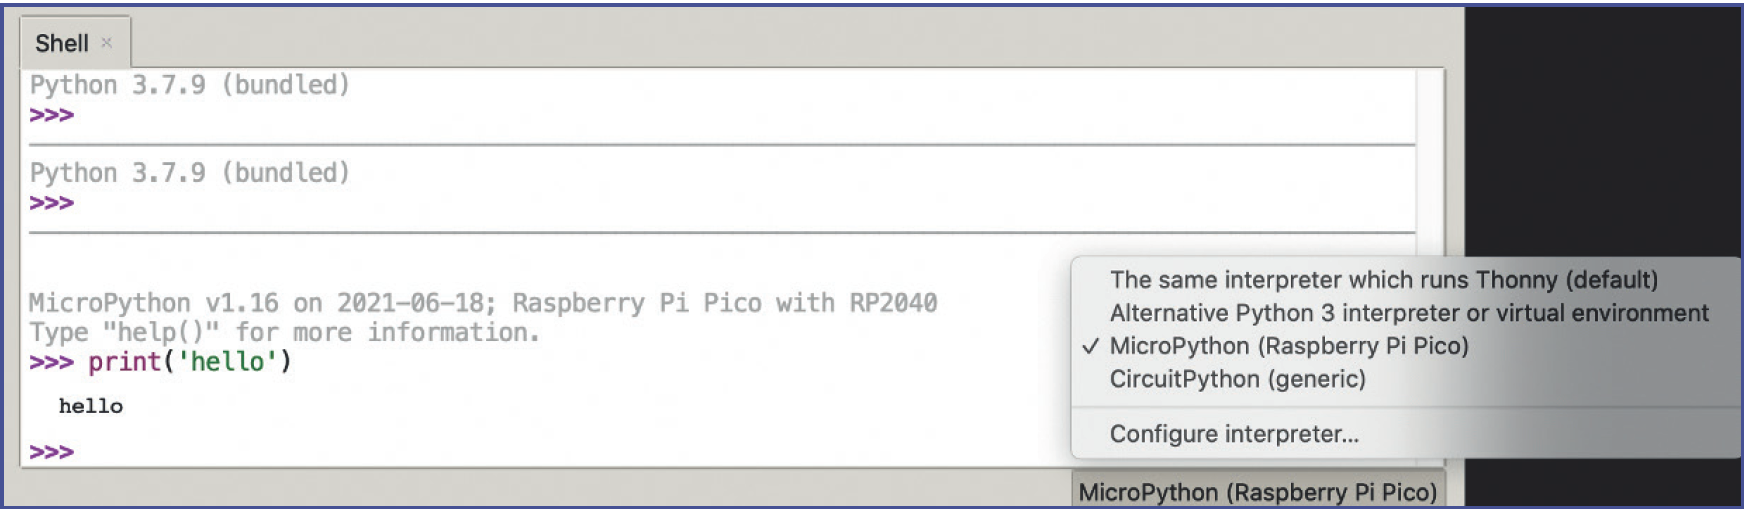 Shell ×
Python 3.7.9 (bundled)
>>>
Python 3.7.9 (bundled)
>>>
MicroPython v1.16 on 2021-06-18; Raspberry Pi Pico with RP2040
Type "help()" for more information.
>>> print('hello')
hello
>>>
The same interpreter which runs Thonny (default)
Alternative Python 3 interpreter or virtual environment
✓ MicroPython (Raspberry Pi Pico)
CircuitPython (generic)
Configure interpreter...
MicroPython (Raspberry Pi Pico)